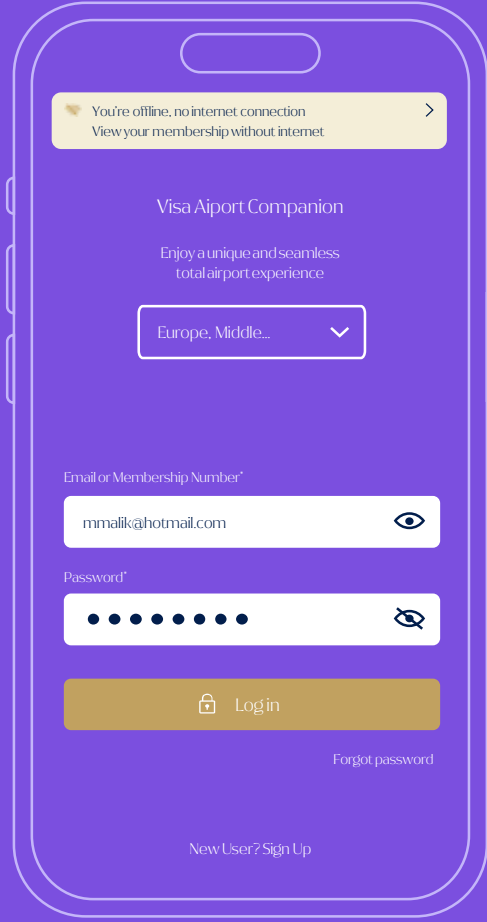 You're offline, no internet connection
View your membership without internet
Visa Aiport Companion
Enjoy a unique and seamless
total airport experience
Europe, Middle...
Email or Membership Number*
mmalik@hotmail.com
Password*
Log in
Forgot password
New User? Sign Up